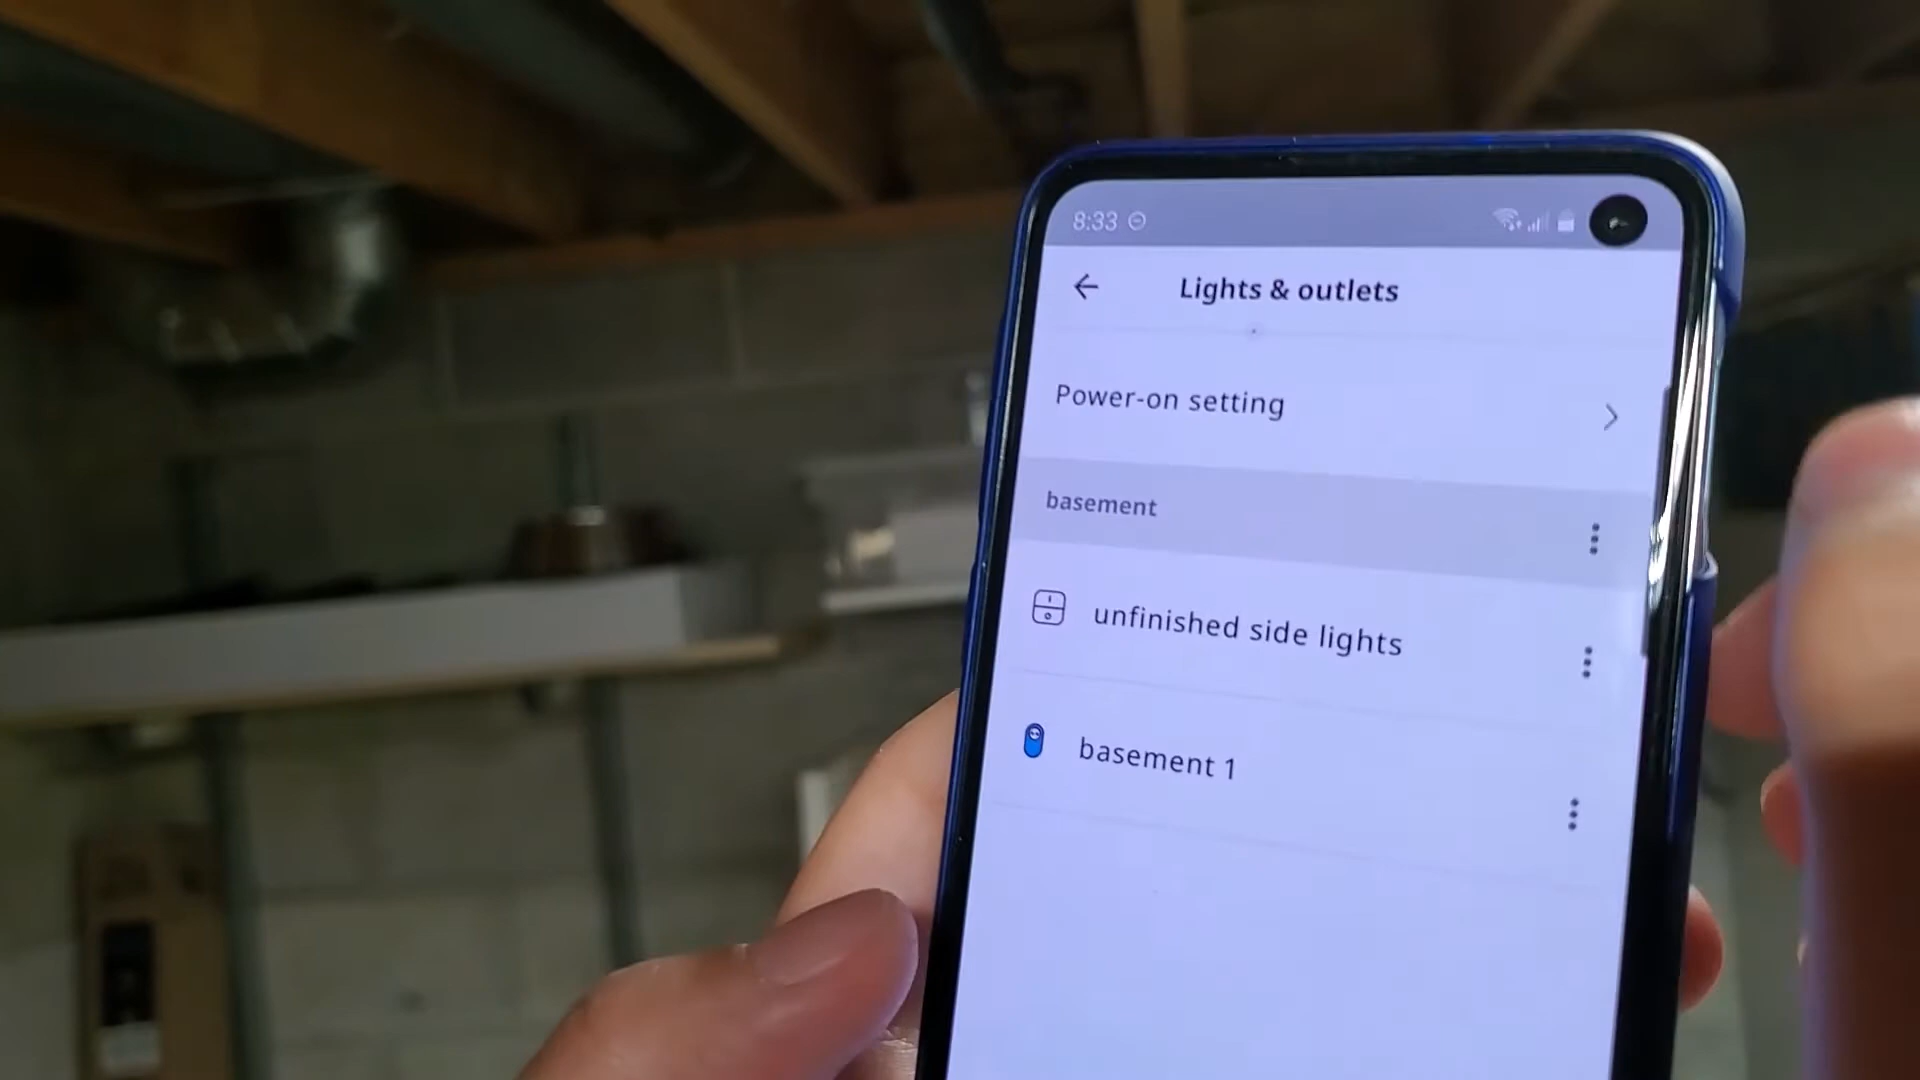 8:33
Lights & outlets
Power-on setting
basement
unfinished side lights
basement 1